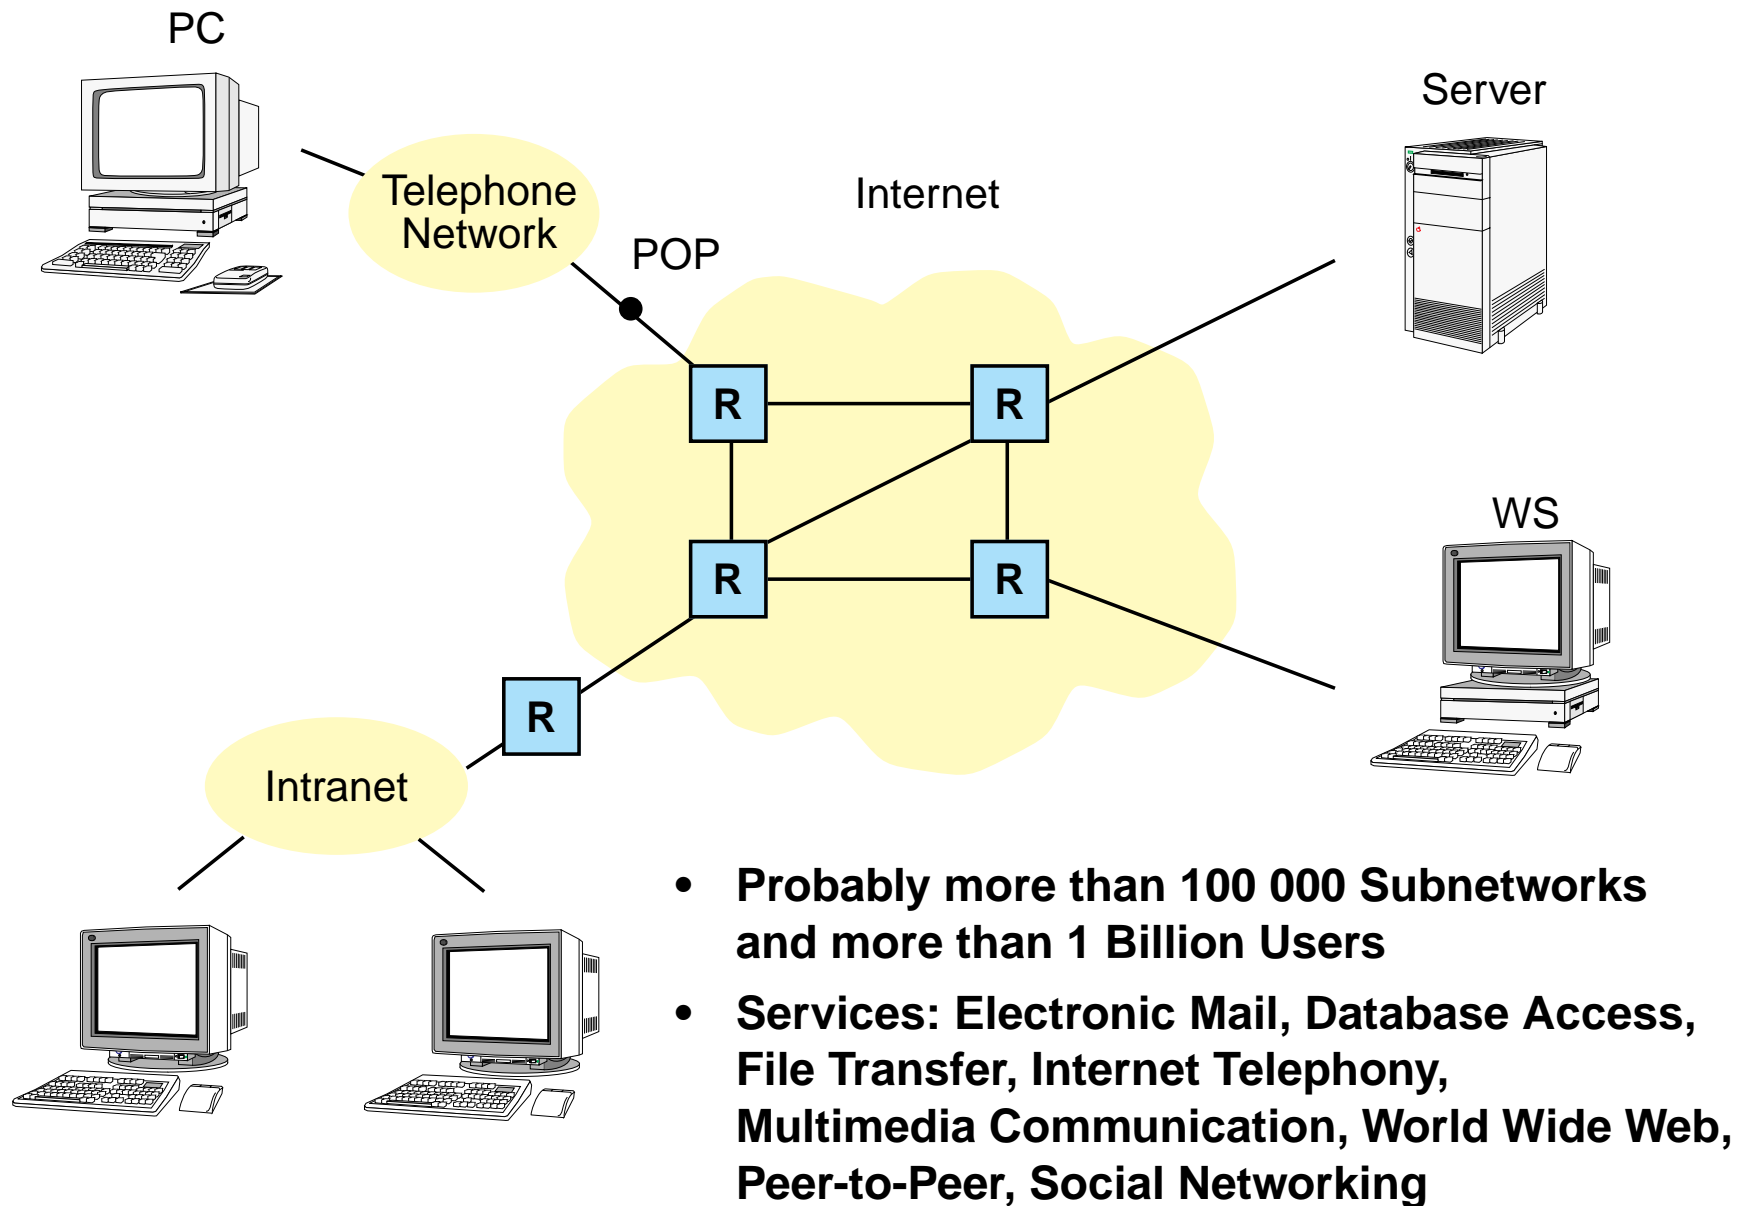 PC
Server
Telephone
Network
Internet
POP
R
R
WS
R
R
R
Intranet
• Probably more than 100 000 Subnetworks
and more than 1 Billion Users
• Services: Electronic Mail, Database Access,
File Transfer, Internet Telephony,
Multimedia Communication, World Wide Web,
Peer-to-Peer, Social Networking